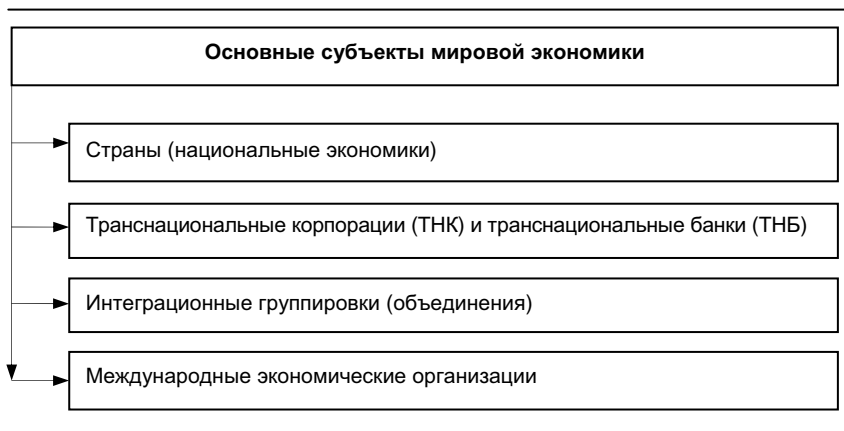 Основные субъекты мировой экономики
Страны (национальные экономики)
Транснациональные корпорации (ТНК) и транснациональные банки (ТНБ)
Интеграционные группировки (объединения)
Международные экономические организации